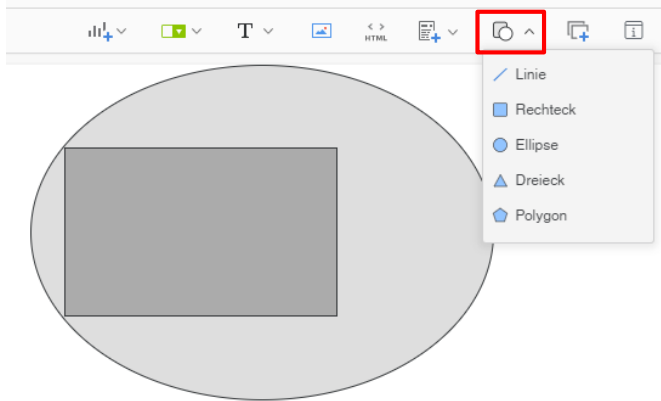 T
< >
HTML
i
Linie
Rechteck
Ellipse
Dreieck
Polygon